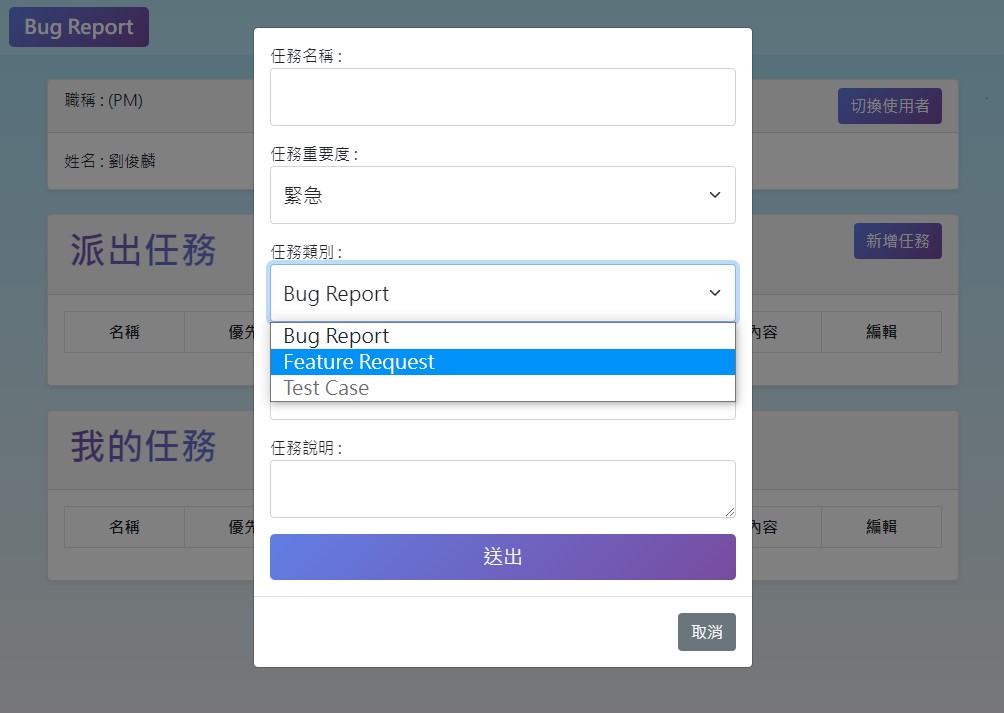 Bug Report
職稱 : (PM)
切換使用者
姓名 : 劉俊麟
派出任務
新增任務
名稱
優先
內容
編輯
我的任務
名稱
優先
內容
編輯
任務名稱 :
任務重要度 :
緊急
任務類別 :
Bug Report
Bug Report
Feature Request
Test Case
任務說明 :
送出
取消